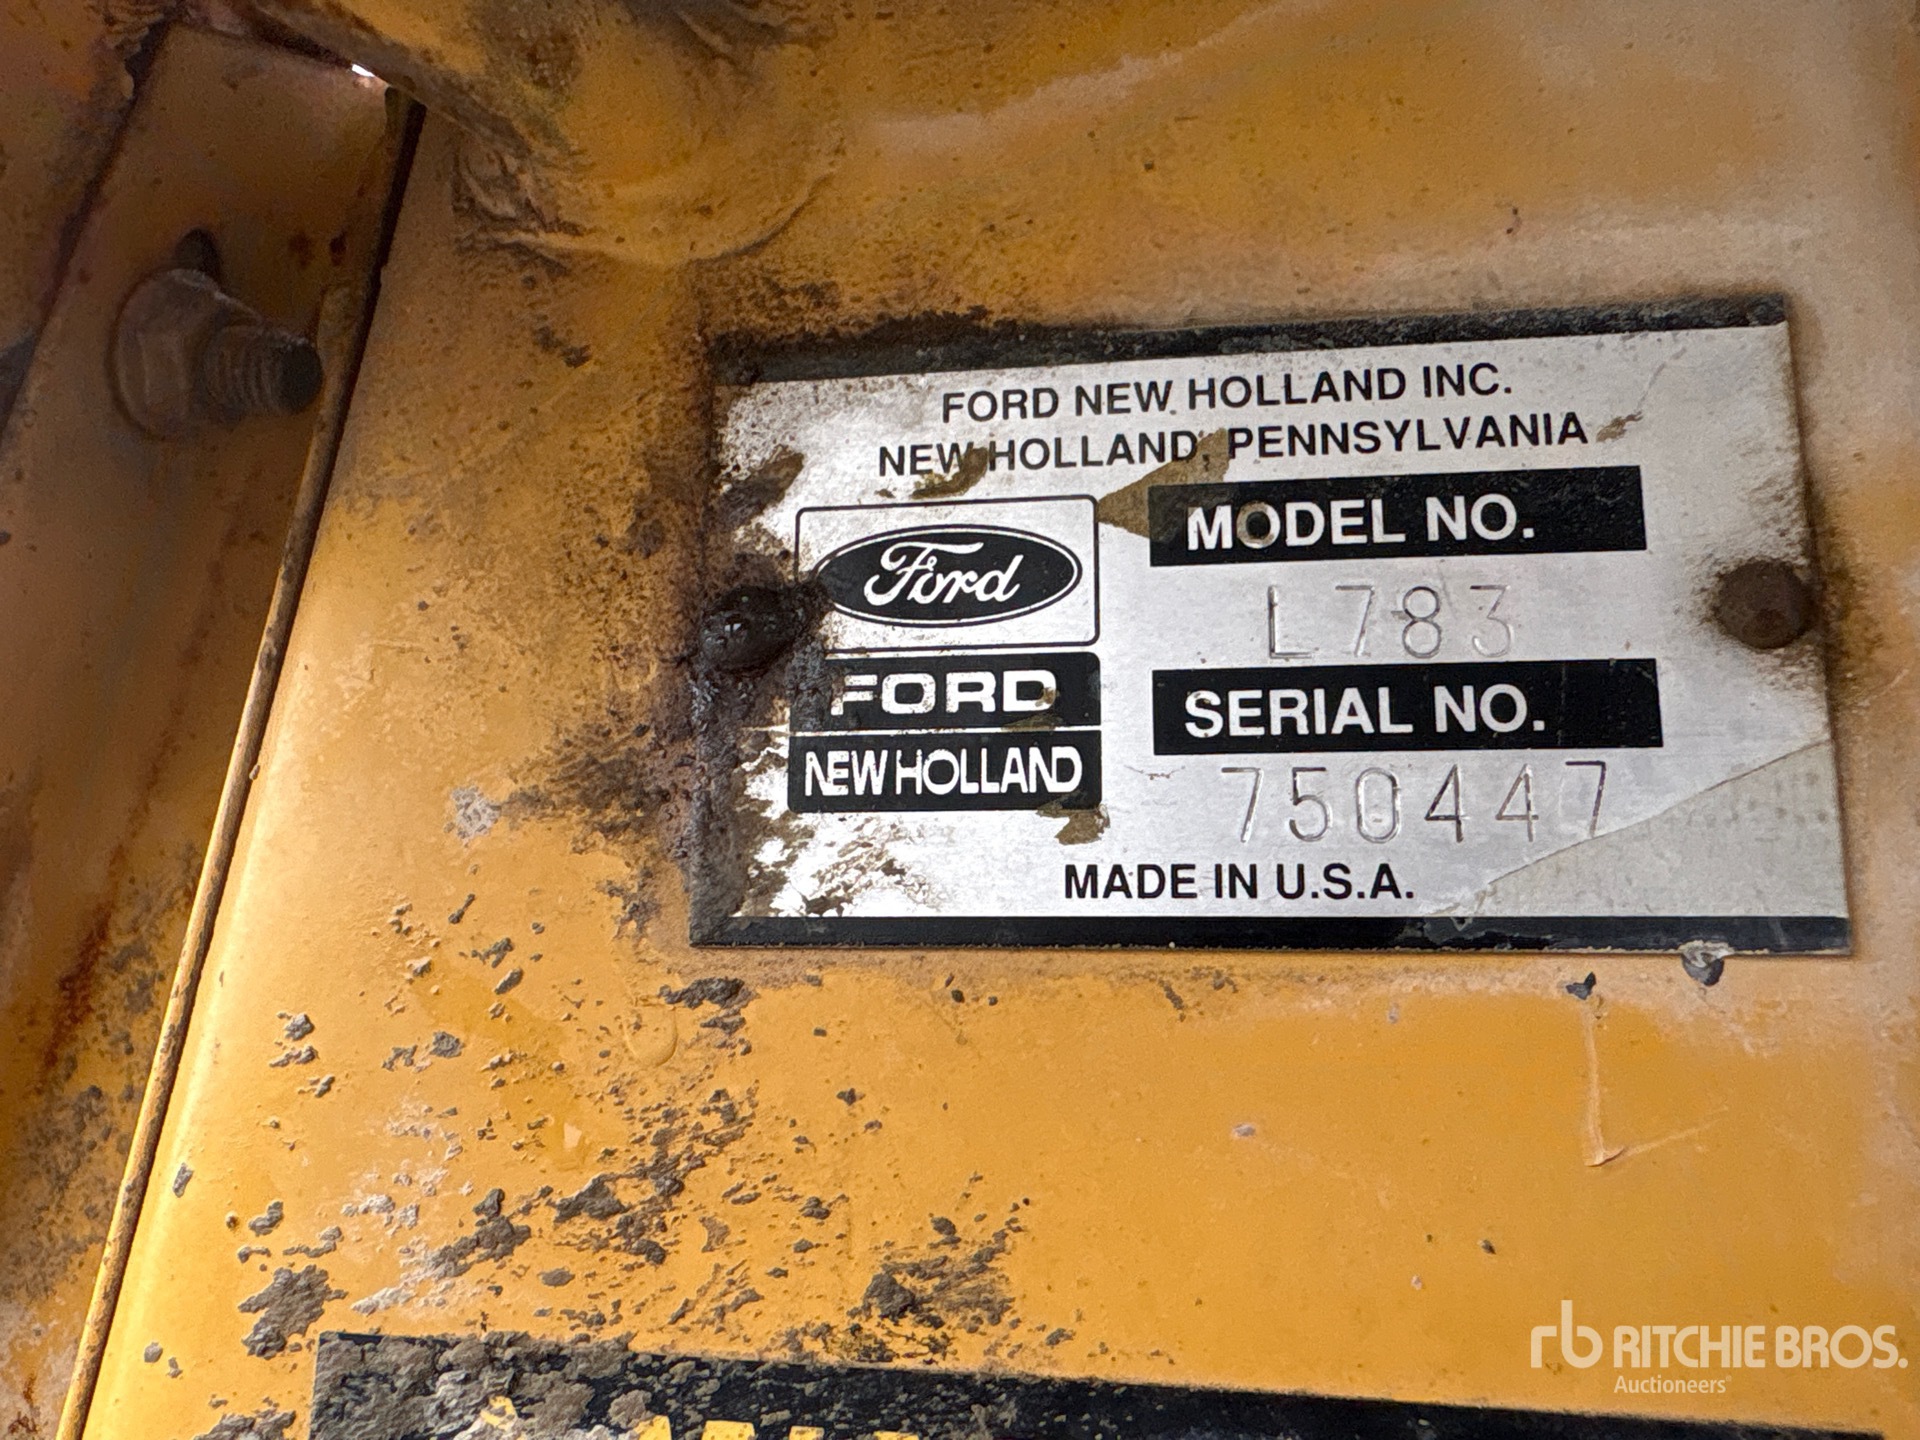 FORD NEW HOLLAND INC.
NEW HOLLAND, PENNSYLVANIA
Ford
FORD
NEW HOLLAND
MODEL NO.
L783
SERIAL NO.
750447
MADE IN U.S.A.
rb RITCHIE BROS.
Auctioneers